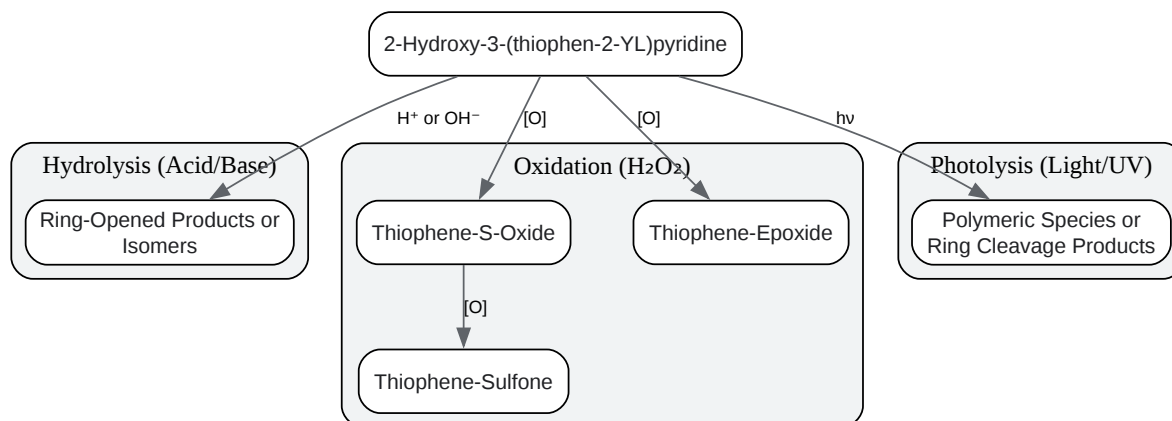 2-Hydroxy-3-(thiophen-2-YL)pyridine
H⁺ or OH⁻
[O]
[O]
hν
Hydrolysis (Acid/Base)
Oxidation (H₂O₂)
Photolysis (Light/UV)
Ring-Opened Products or
Isomers
Thiophene-S-Oxide
Thiophene-Epoxide
Polymeric Species or
Ring Cleavage Products
[O]
Thiophene-Sulfone